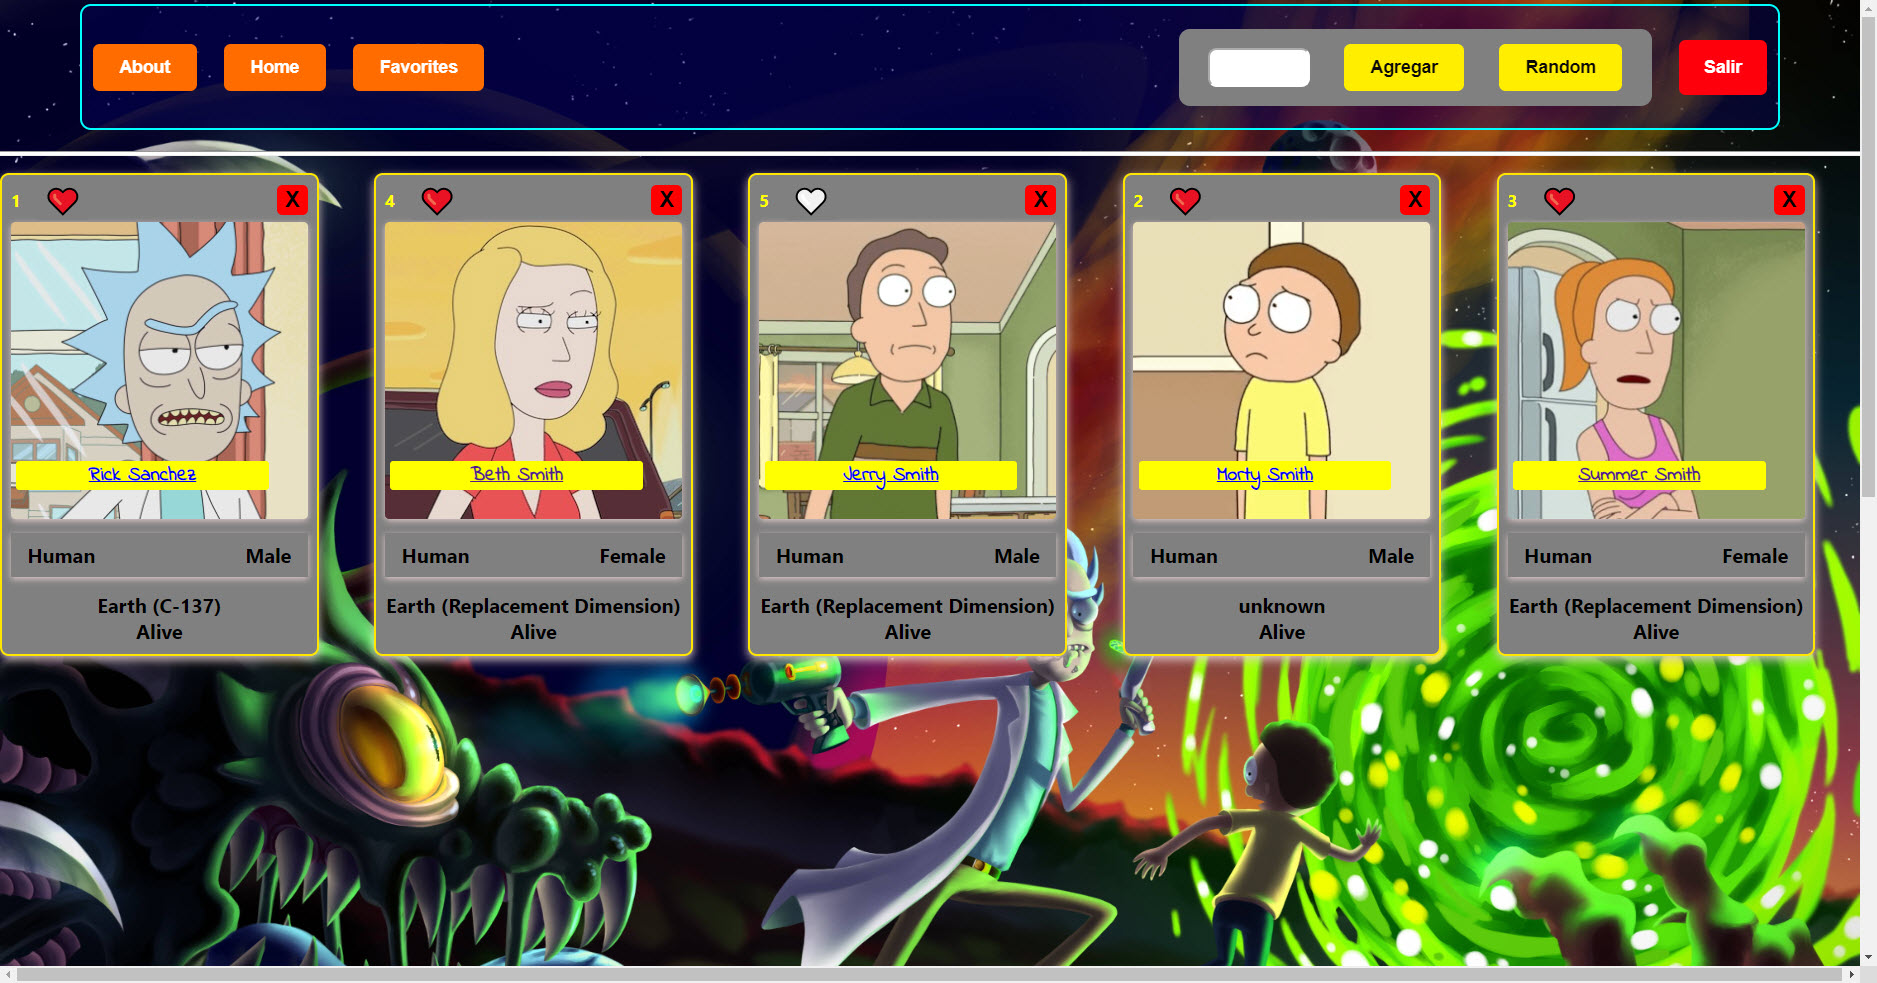 About Home Favorites Agregar Random Salir
1 X
Rick Sanchez
Human Male
Earth (C-137)
Alive
4 X
Beth Smith
Human Female
Earth (Replacement Dimension)
Alive
5 X
Jerry Smith
Human Male
Earth (Replacement Dimension)
Alive
2 X
Morty Smith
Human Male
unknown
Alive
3 X
Summer Smith
Human Female
Earth (Replacement Dimension)
Alive